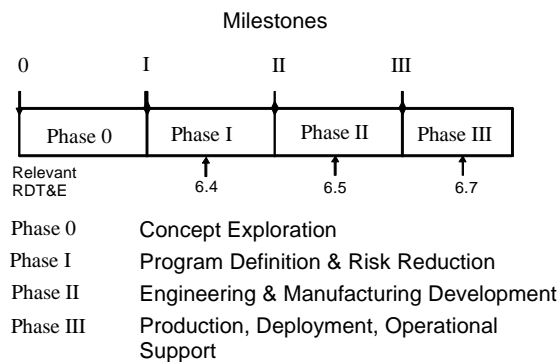 Milestones
0 I II III
Phase 0 Phase I Phase II Phase III
Relevant
RDT&E
6.4 6.5 6.7
Phase 0 Concept Exploration
Phase I Program Definition & Risk Reduction
Phase II Engineering & Manufacturing Development
Phase III Production, Deployment, Operational
Support